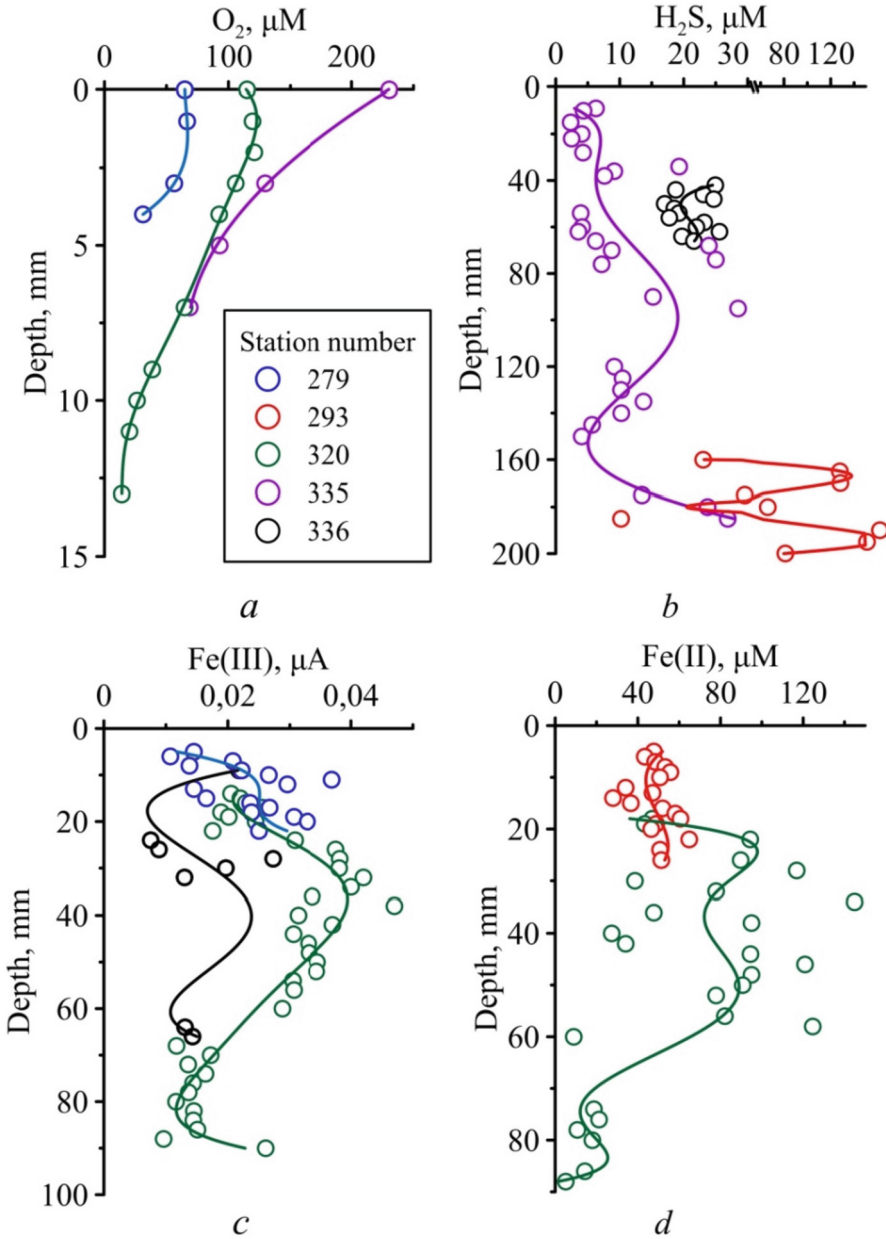 O₂, μM
0 100 200
0
5
10
15
Depth, mm
Station number
279
293
320
335
336
a
H₂S, μM
0 10 20 30 80 120
0
40
80
120
160
200
Depth, mm
b
Fe(III), μA
0 0,02 0,04
0
20
40
60
80
100
Depth, mm
c
Fe(II), μM
0 40 80 120
0
20
40
60
80
Depth, mm
d